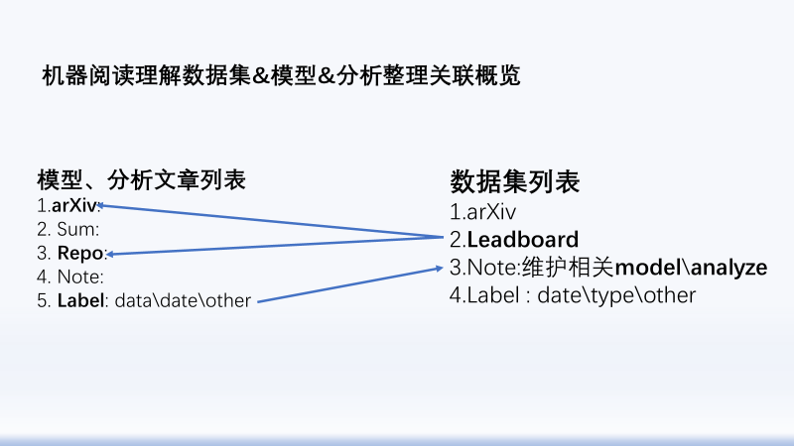 机器阅读理解数据集&模型&分析整理关联概览
模型、分析文章列表
1.arXiv:
2. Sum:
3. Repo:
4. Note:
5. Label: data\date\other
数据集列表
1.arXiv
2.Leadboard
3.Note:维护相关model\analyze
4.Label : date\type\other